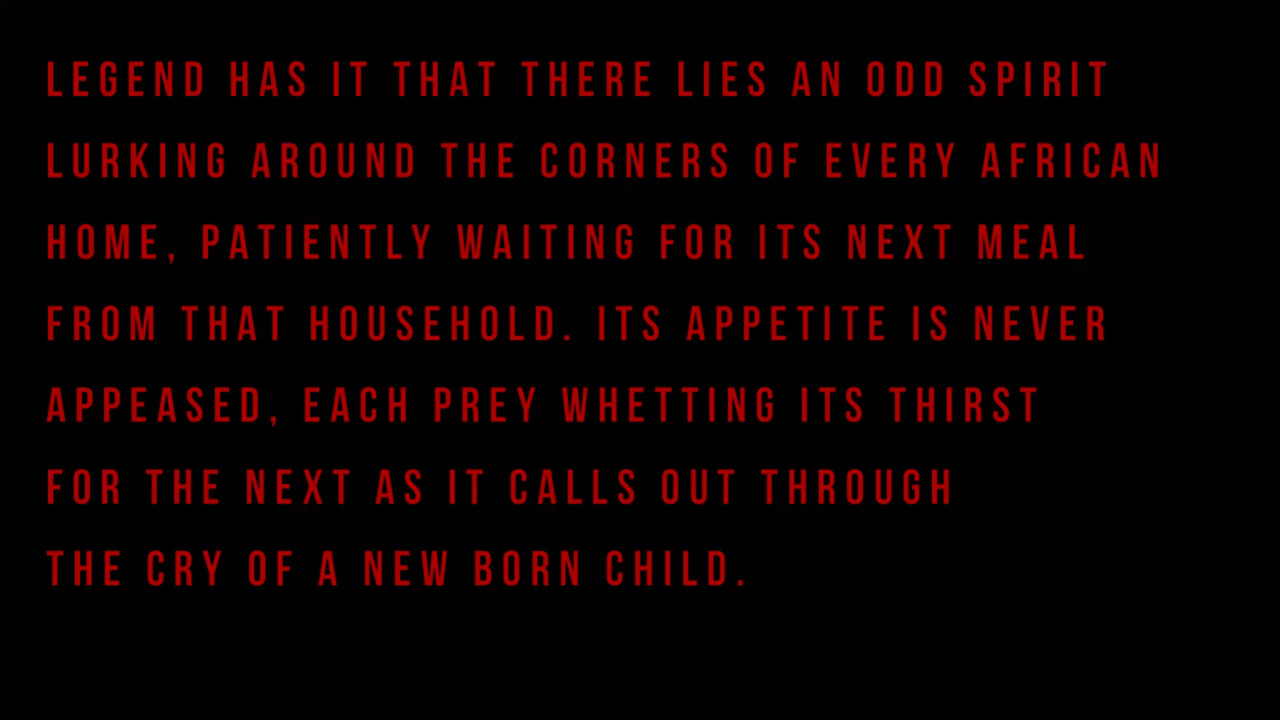 LEGEND HAS IT THAT THERE LIES AN ODD SPIRIT
LURKING AROUND THE CORNERS OF EVERY AFRICAN
HOME, PATIENTLY WAITING FOR ITS NEXT MEAL
FROM THAT HOUSEHOLD. ITS APPETITE IS NEVER
APPEASED, EACH PREY WHETTING ITS THIRST
FOR THE NEXT AS IT CALLS OUT THROUGH
THE CRY OF A NEW BORN CHILD.